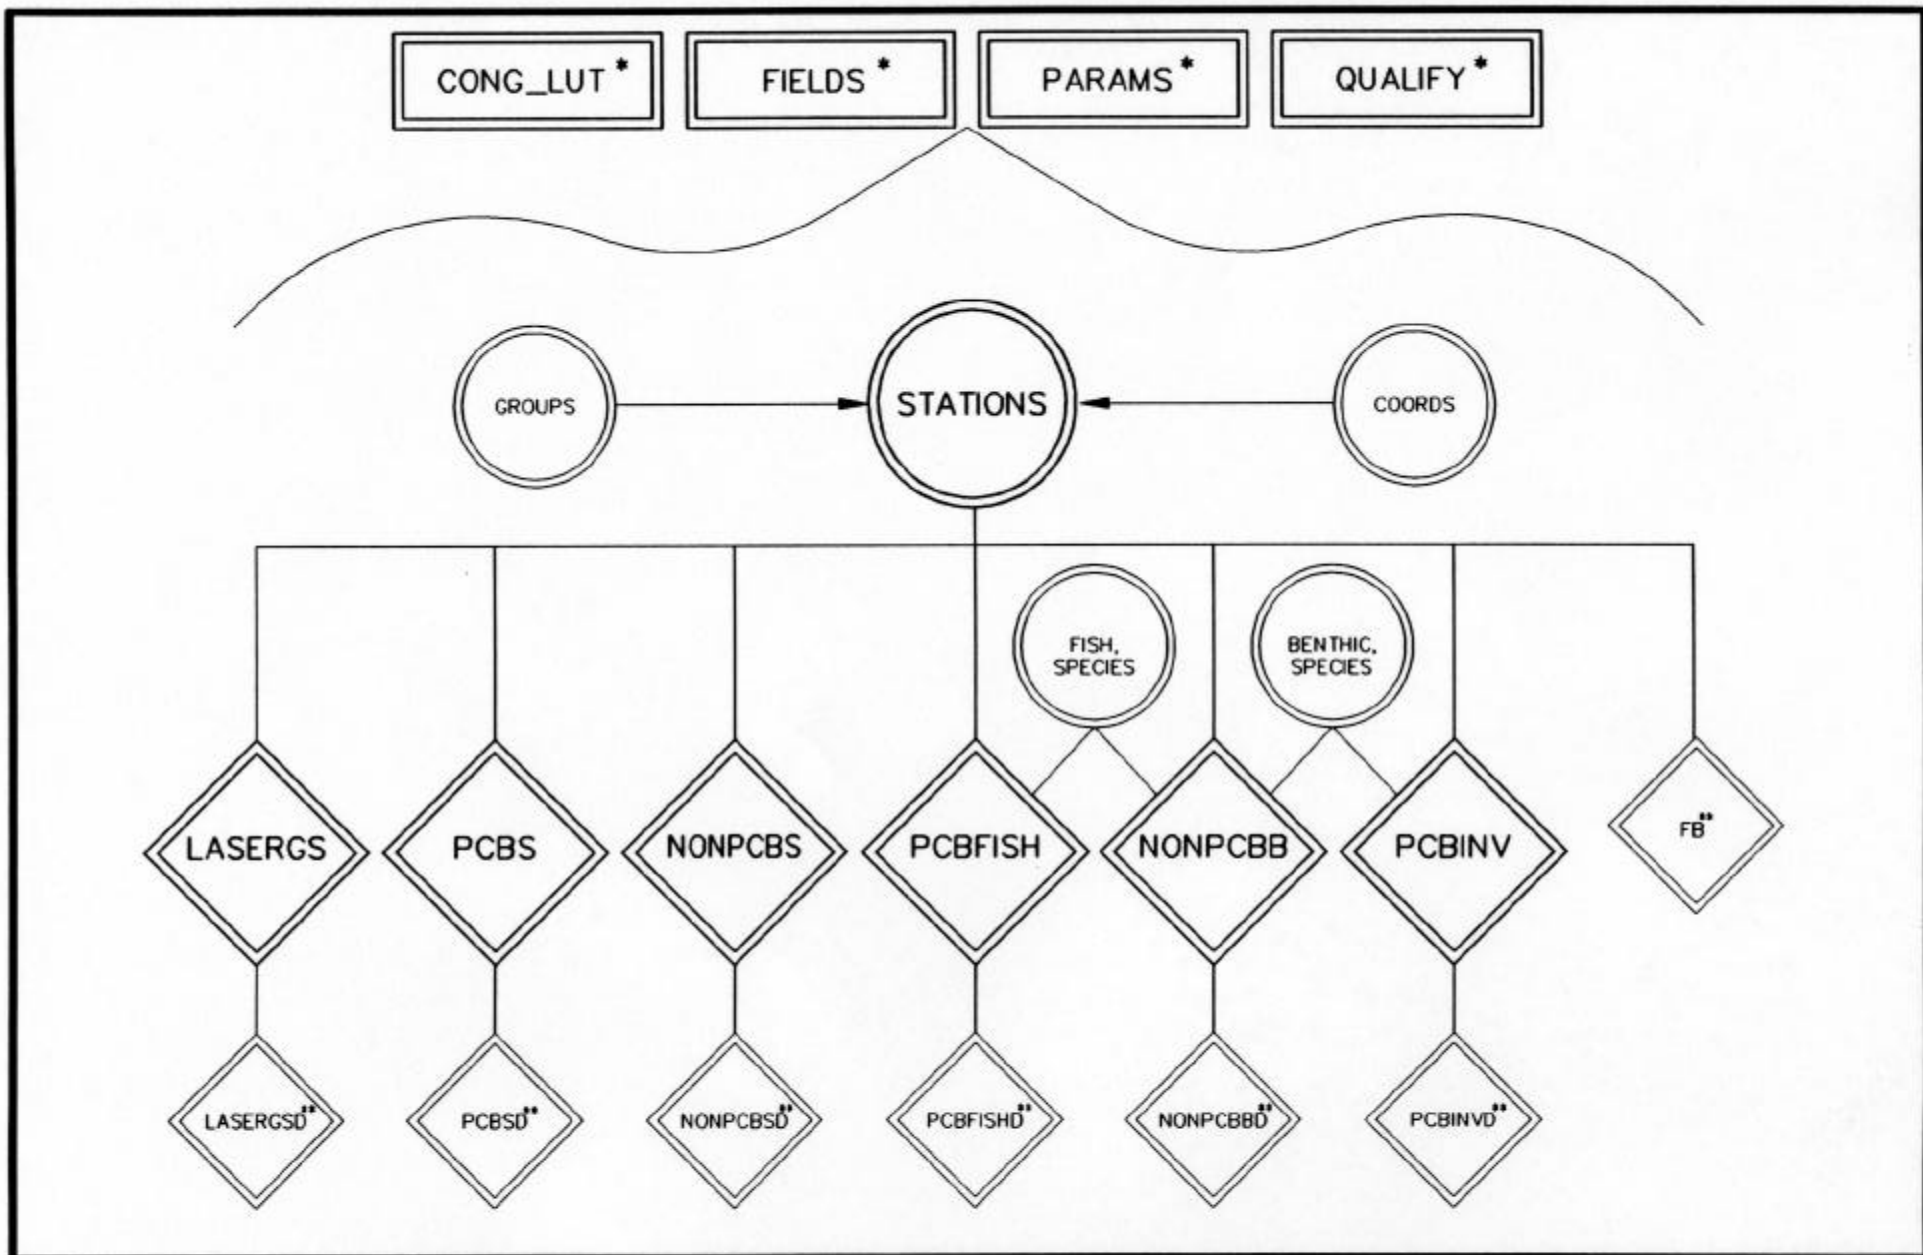 CONG_LUT *
FIELDS *
PARAMS *
QUALIFY *
GROUPS
STATIONS
COORDS
FISH,
SPECIES
BENTHIC,
SPECIES
LASERGS
PCBS
NONPCBS
PCBFISH
NONPCBB
PCBINV
FB**
LASERGSD**
PCBSD**
NONPCBSD**
PCBFISHD**
NONPCBBD**
PCBINVD**